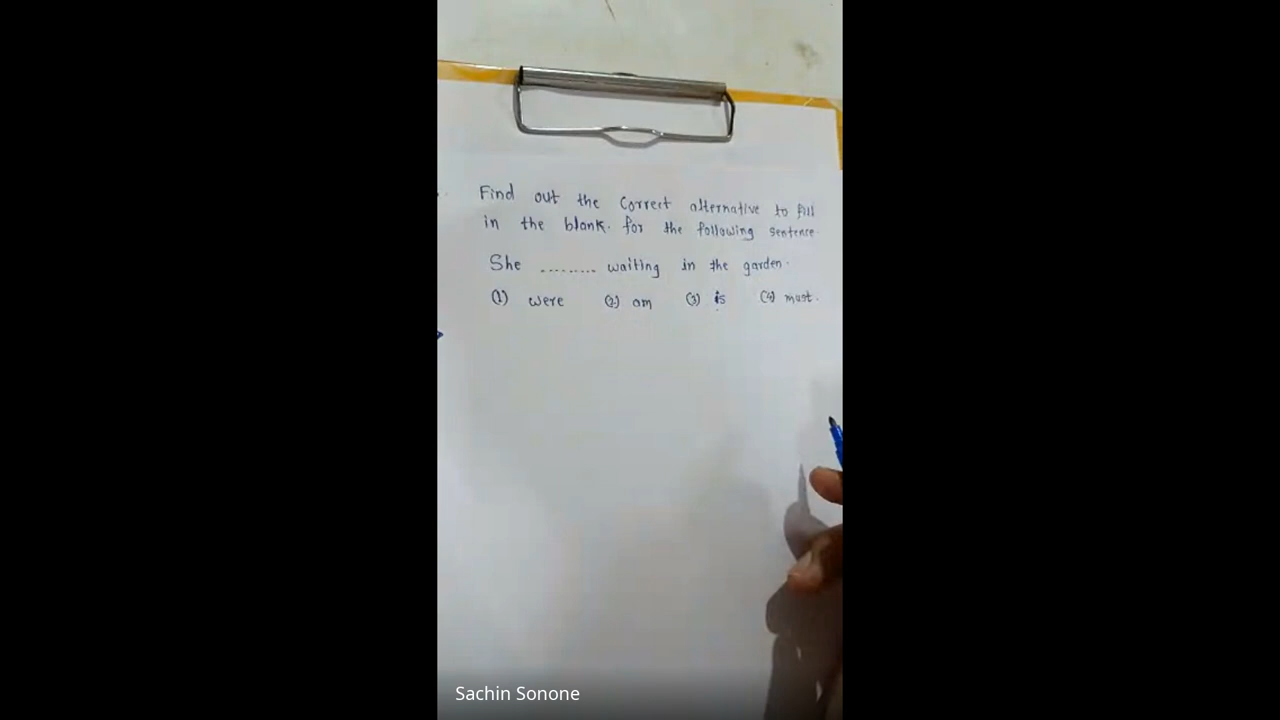 Find out the Correct alternative to fill
in the blank. for the following sentence.
She ......... waiting in the garden.
(1) were (2) am (3) is (4) must.
Sachin Sonone